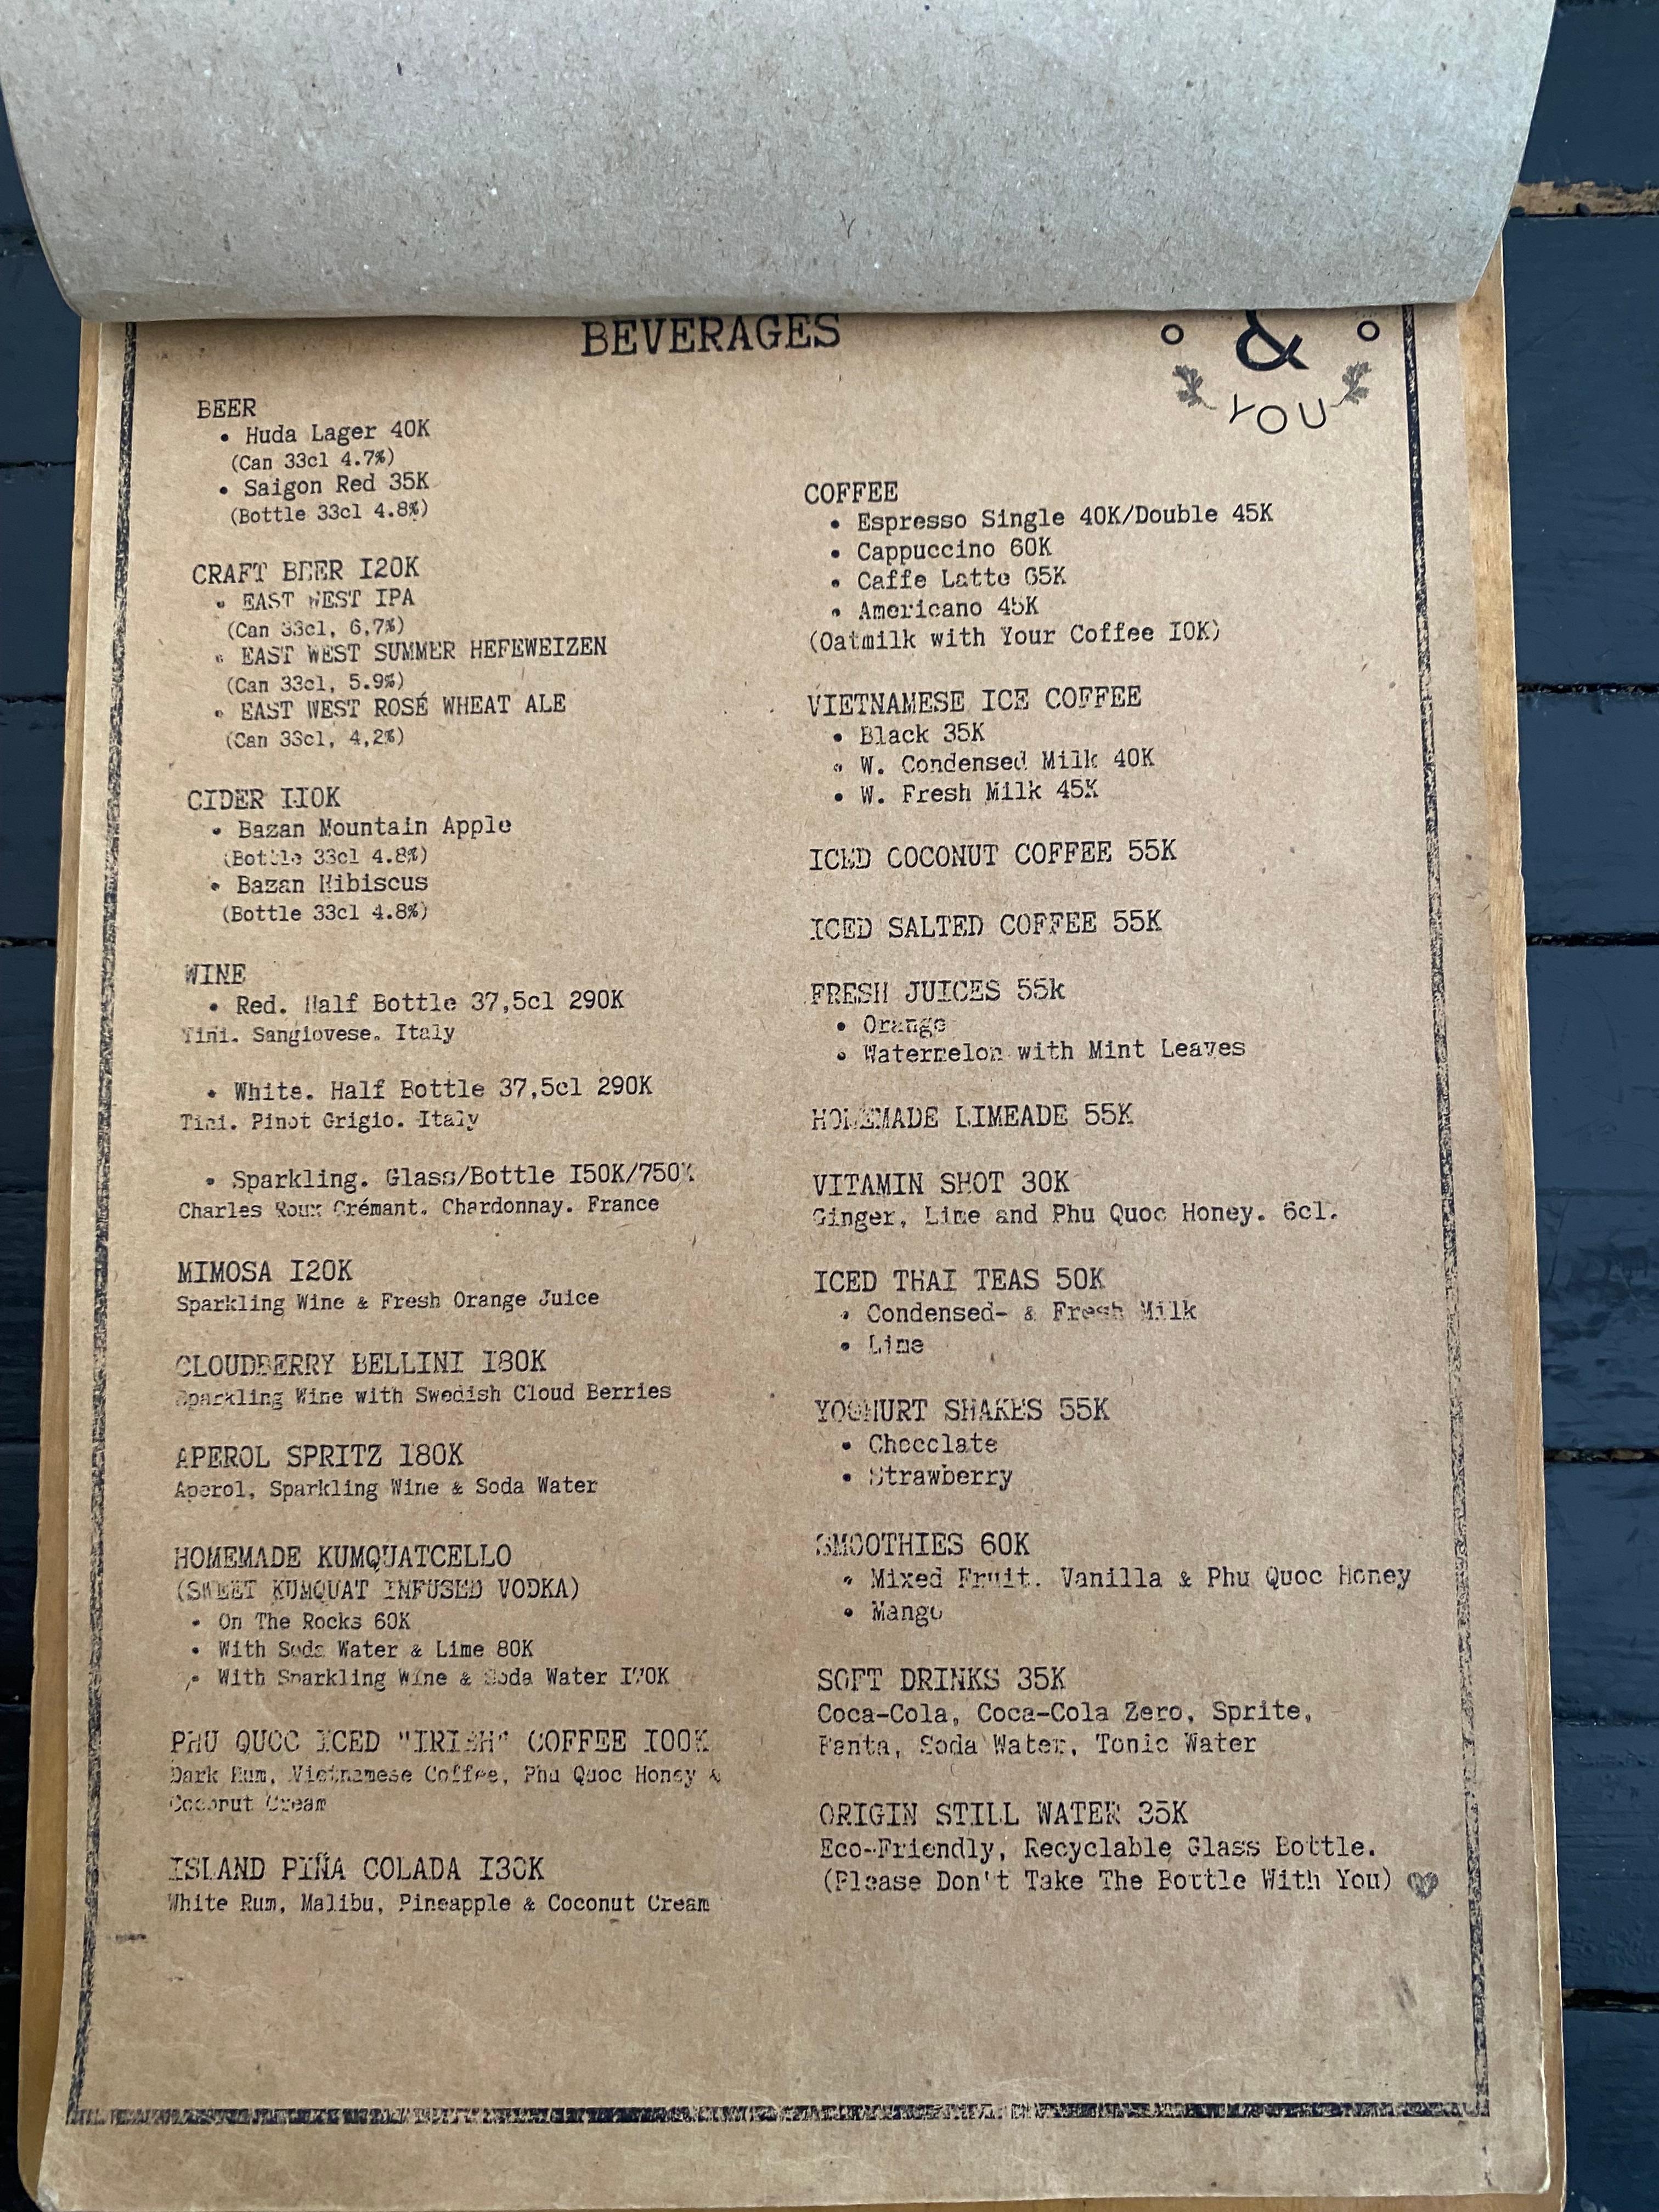 BEVERAGES
&
YOU
BEER
• Huda Lager 40K
(Can 33cl 4.7%)
• Saigon Red 35K
(Bottle 33cl 4.8%)
CRAFT BEER 120K
• EAST WEST IPA
(Can 33cl, 6,7%)
• EAST WEST SUMMER HEFEWEIZEN
(Can 33cl, 5.9%)
• EAST WEST ROSÉ WHEAT ALE
(Can 33cl, 4,2%)
CIDER 110K
• Bazan Mountain Apple
(Bottle 33cl 4.8%)
• Bazan Hibiscus
(Bottle 33cl 4.8%)
WINE
• Red. Half Bottle 37,5cl 290K
Tini. Sangiovese. Italy
• White. Half Bottle 37,5cl 290K
Tini. Pinot Grigio. Italy
• Sparkling. Glass/Bottle 150K/750K
Charles Roux Crémant. Chardonnay. France
MIMOSA 120K
Sparkling Wine & Fresh Orange Juice
CLOUDBERRY BELLINI 180K
Sparkling Wine with Swedish Cloud Berries
APEROL SPRITZ 180K
Aperol, Sparkling Wine & Soda Water
HOMEMADE KUMQUATCELLO
(SWEET KUMQUAT INFUSED VODKA)
• On The Rocks 60K
• With Soda Water & Lime 80K
• With Sparkling Wine & Soda Water 170K
PHU QUOC ICED "IRISH" COFFEE 100K
Dark Rum, Vietnamese Coffee, Phu Quoc Honey &
Coconut Cream
ISLAND PIÑA COLADA 130K
White Rum, Malibu, Pineapple & Coconut Cream
COFFEE
• Espresso Single 40K/Double 45K
• Cappuccino 60K
• Caffe Latte 65K
• Americano 45K
(Oatmilk with Your Coffee 10K)
VIETNAMESE ICE COFFEE
• Black 35K
• W. Condensed Milk 40K
• W. Fresh Milk 45K
ICED COCONUT COFFEE 55K
ICED SALTED COFFEE 55K
FRESH JUICES 55k
• Orange
• Watermelon with Mint Leaves
HOMEMADE LIMEADE 55K
VITAMIN SHOT 30K
Ginger, Lime and Phu Quoc Honey. 6cl.
ICED THAI TEAS 50K
• Condensed- & Fresh Milk
• Lime
YOGHURT SHAKES 55K
• Chocolate
• Strawberry
SMOOTHIES 60K
• Mixed Fruit. Vanilla & Phu Quoc Honey
• Mango
SOFT DRINKS 35K
Coca-Cola, Coca-Cola Zero, Sprite,
Fanta, Soda Water, Tonic Water
ORIGIN STILL WATER 35K
Eco-Friendly, Recyclable Glass Bottle.
(Please Don't Take The Bottle With You)